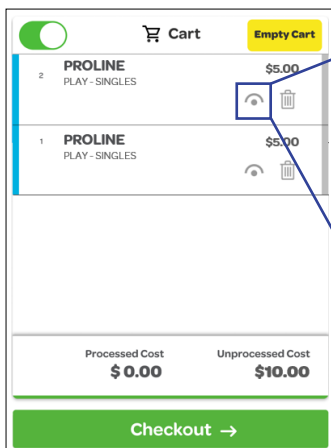 Cart
Empty Cart
2 PROLINE $5.00
PLAY - SINGLES
1 PROLINE $5.00
PLAY - SINGLES
Processed Cost Unprocessed Cost
$ 0.00 $10.00
Checkout →